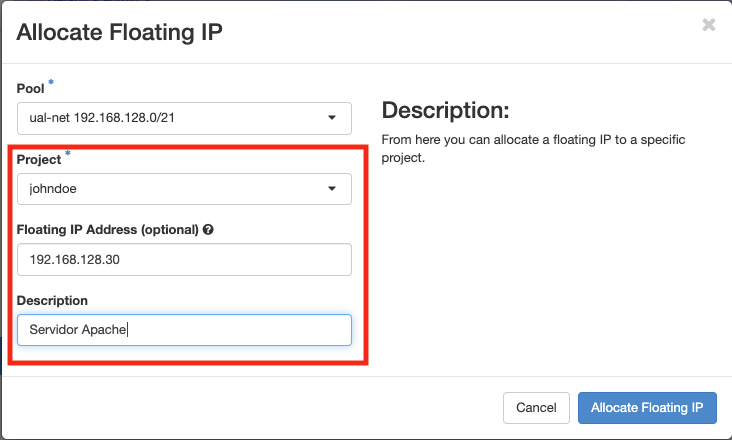 Allocate Floating IP
×
Pool *
ual-net 192.168.128.0/21
Project *
johndoe
Floating IP Address (optional) ?
192.168.128.30
Description
Servidor Apache
Description:
From here you can allocate a floating IP to a specific
project.
Cancel
Allocate Floating IP